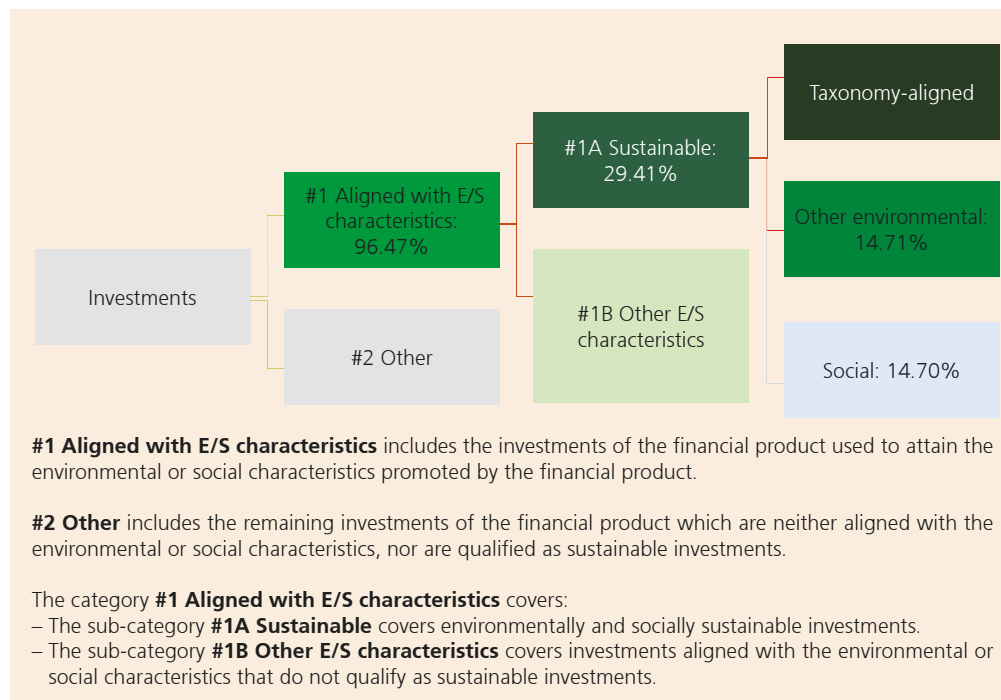 Investments
#1 Aligned with E/S
characteristics:
96.47%
#2 Other
#1A Sustainable:
29.41%
#1B Other E/S
characteristics
Taxonomy-aligned
Other environmental:
14.71%
Social: 14.70%
#1 Aligned with E/S characteristics includes the investments of the financial product used to attain the
environmental or social characteristics promoted by the financial product.
#2 Other includes the remaining investments of the financial product which are neither aligned with the
environmental or social characteristics, nor are qualified as sustainable investments.
The category #1 Aligned with E/S characteristics covers:
– The sub-category #1A Sustainable covers environmentally and socially sustainable investments.
– The sub-category #1B Other E/S characteristics covers investments aligned with the environmental or
social characteristics that do not qualify as sustainable investments.